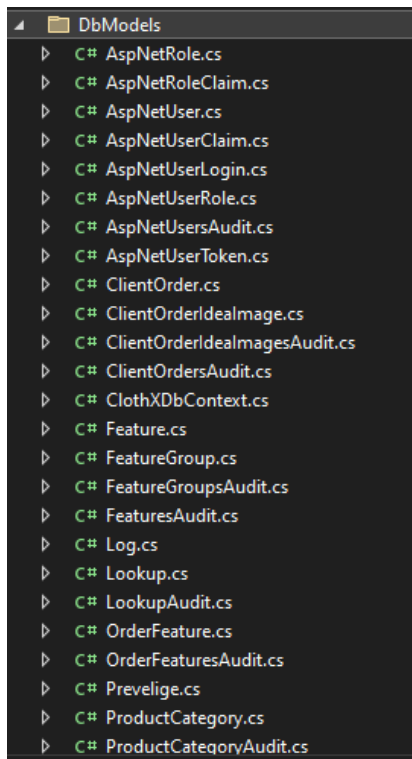 DbModels
C# AspNetRole.cs
C# AspNetRoleClaim.cs
C# AspNetUser.cs
C# AspNetUserClaim.cs
C# AspNetUserLogin.cs
C# AspNetUserRole.cs
C# AspNetUsersAudit.cs
C# AspNetUserToken.cs
C# ClientOrder.cs
C# ClientOrderIdeaImage.cs
C# ClientOrderIdeaImagesAudit.cs
C# ClientOrdersAudit.cs
C# ClothXDbContext.cs
C# Feature.cs
C# FeatureGroup.cs
C# FeatureGroupsAudit.cs
C# FeaturesAudit.cs
C# Log.cs
C# Lookup.cs
C# LookupAudit.cs
C# OrderFeature.cs
C# OrderFeaturesAudit.cs
C# Prevelige.cs
C# ProductCategory.cs
C# ProductCategoryAudit.cs